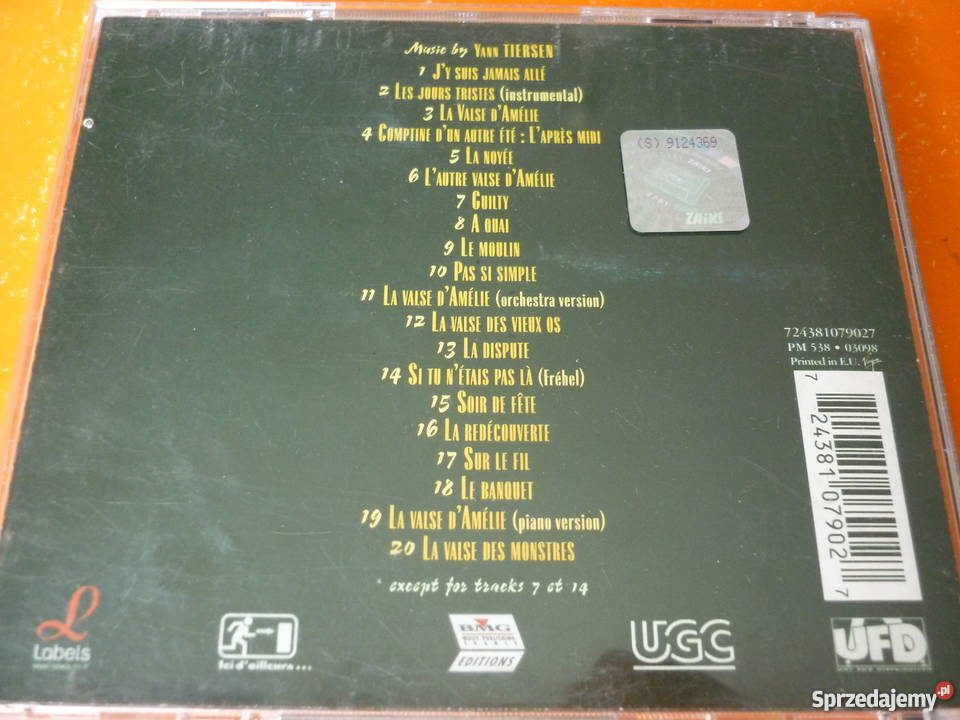 Music by Yann TIERSEN*
1 J'Y SUIS JAMAIS ALLÉ
2 LES JOURS TRISTES (instrumental)
3 LA VALSE D'AMÉLIE
4 COMPTINE D'UN AUTRE ÉTÉ : L'APRÈS MIDI
5 LA NOYÉE
6 L'AUTRE VALSE D'AMÉLIE
7 GUILTY
8 A QUAI
9 LE MOULIN
10 PAS SI SIMPLE
11 LA VALSE D'AMÉLIE (orchestra version)
12 LA VALSE DES VIEUX OS
13 LA DISPUTE
14 SI TU N'ÉTAIS PAS LÀ (Fréhel)
15 SOIR DE FÊTE
16 LA REDÉCOUVERTE
17 SUR LE FIL
18 LE BANQUET
19 LA VALSE D'AMÉLIE (piano version)
20 LA VALSE DES MONSTRES
* except for tracks 7 et 14
(S) 9124369
ZAiKS
724381079027
PM 538 • 03098
Printed in E.U. Virgin
7 24381 07902 7
L
Labels
Ici d'ailleurs...
BMG
MUSIC PUBLISHING
FRANCE
EDITIONS
UGC
UFD
Sprzedajemy.pl